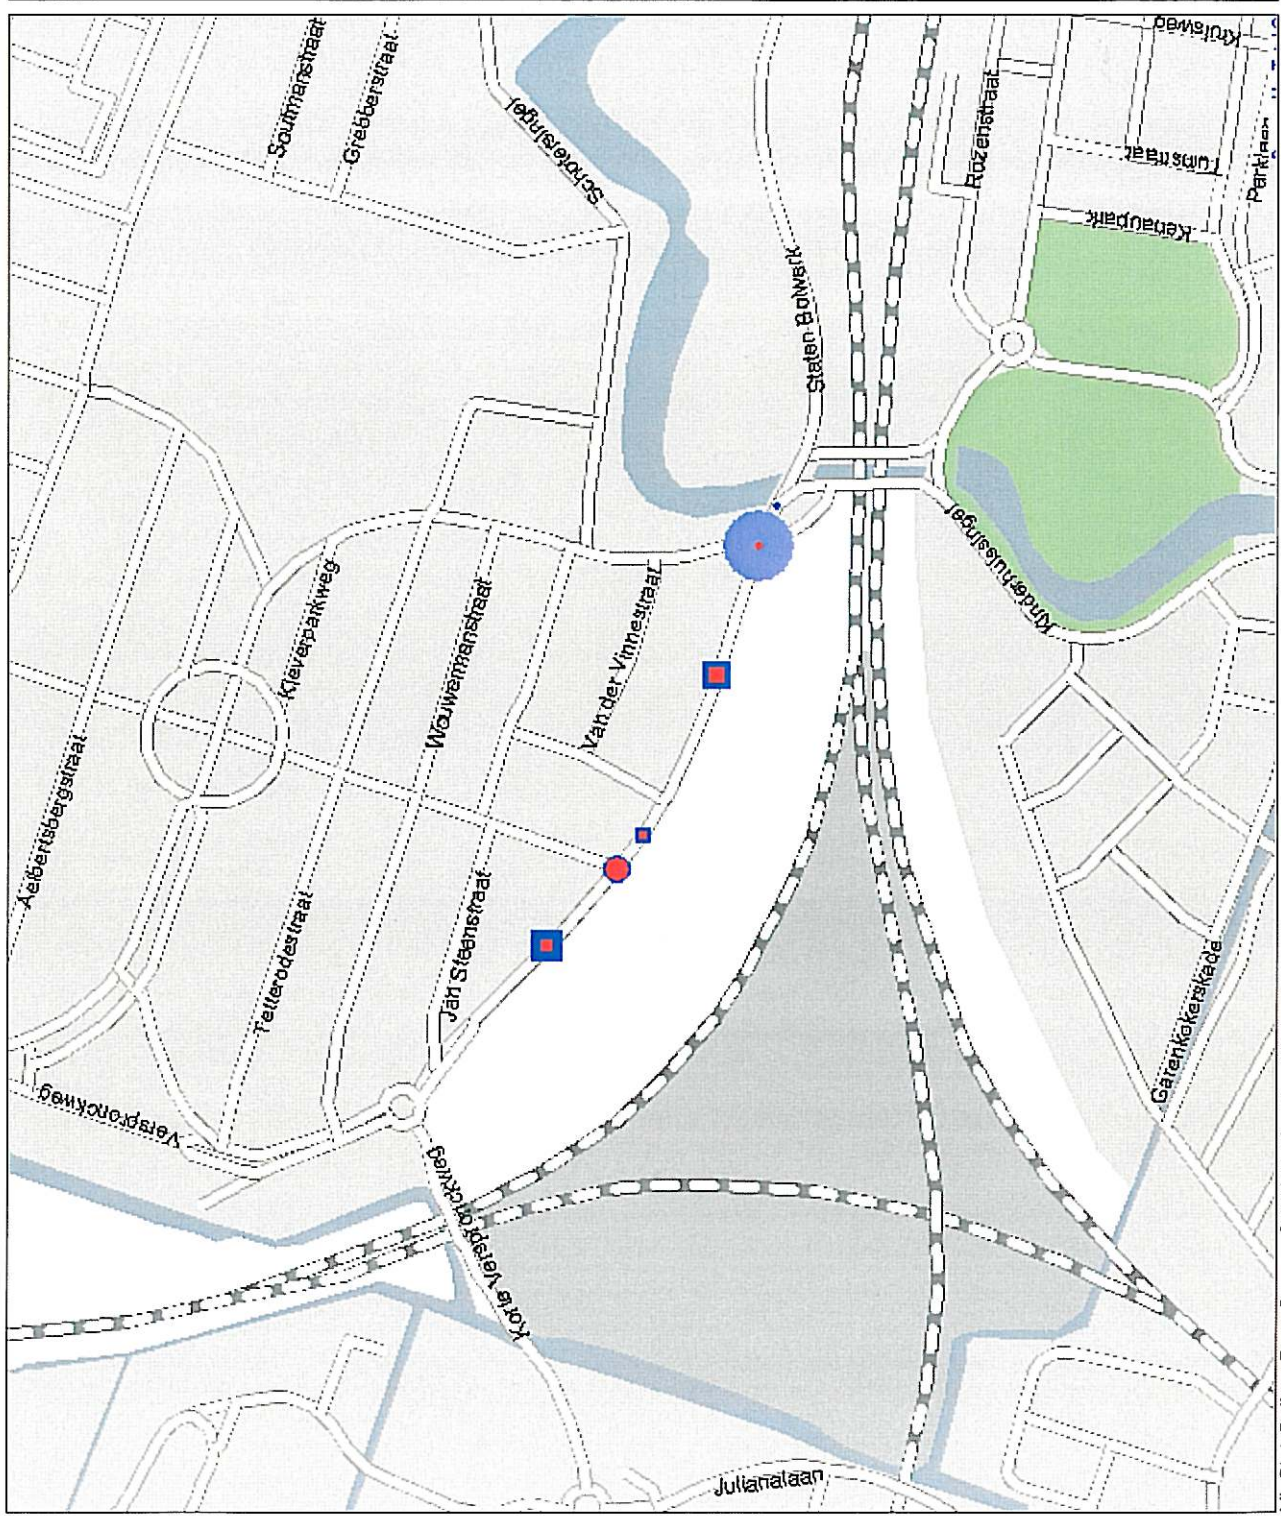 Kruisweg
Soutmanstraat
Grebberstraat
Schotersingel
Rozenstraat
Tuinstraat
Parklaan
Kenaupark
Staten Bolwerk
Kinderhuissingel
Kleverparkweg
Wouwermanstraat
Van der Vinnestraat
Aelbertsbergstraat
Tetterodestraat
Jan Steenstraat
Garenkokerskade
Verspronckweg
Korte Verspronckweg
Julianalaan